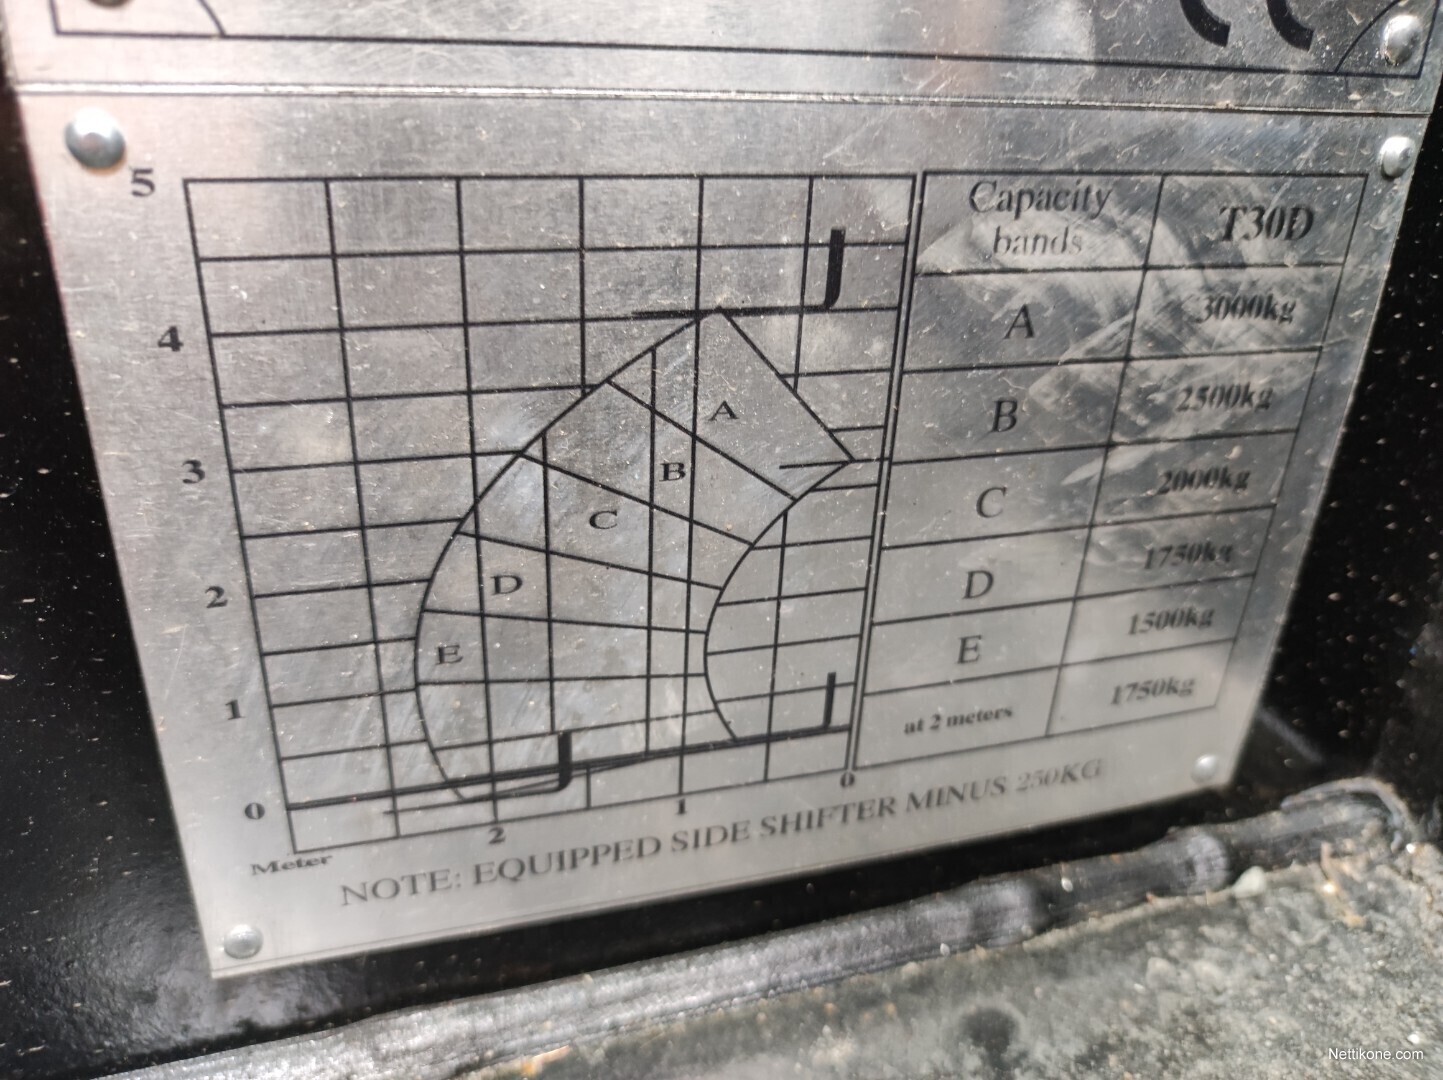 5
4
3
2
1
0
Meter
2
1
0
A
B
C
D
E
Capacity bands T30D
A 3000kg
B 2500kg
C 2000kg
D 1750kg
E 1500kg
at 2 meters 1750kg
NOTE: EQUIPPED SIDE SHIFTER MINUS 250KG
Nettikone.com